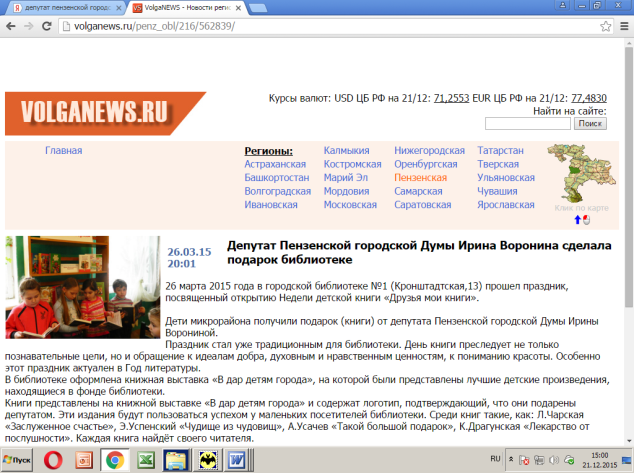 депутат пензенской городс
VolgaNEWS - Новости реги
volganews.ru/penz_obl/216/562839/
VOLGANEWS.RU
Курсы валют: USD ЦБ РФ на 21/12: 71,2553 EUR ЦБ РФ на 21/12: 77,4830
Найти на сайте:
Поиск
Главная
Регионы: Калмыкия Нижегородская Татарстан
Астраханская Костромская Оренбургская Тверская
Башкортостан Марий Эл Пензенская Ульяновская
Волгоградская Мордовия Самарская Чувашия
Ивановская Московская Саратовская Ярославская
Клик по карте
26.03.15
20:01
Депутат Пензенской городской Думы Ирина Воронина сделала
подарок библиотеке
26 марта 2015 года в городской библиотеке №1 (Кронштадтская,13) прошел праздник,
посвященный открытию Недели детской книги «Друзья мои книги».
Дети микрорайона получили подарок (книги) от депутата Пензенской городской Думы Ирины
Ворониной.
Праздник стал уже традиционным для библиотеки. День книги преследует не только
познавательные цели, но и обращение к идеалам добра, духовным и нравственным ценностям, к пониманию красоты. Особенно
этот праздник актуален в Год литературы.
В библиотеке оформлена книжная выставка «В дар детям города», на которой были представлены лучшие детские произведения,
находящиеся в фонде библиотеки.
Книги представлены на книжной выставке «В дар детям города» и содержат логотип, подтверждающий, что они подарены
депутатом. Эти издания будут пользоваться успехом у маленьких посетителей библиотеки. Среди книг такие, как: Л.Чарская
«Заслуженное счастье», Э.Успенский «Чудище из чудовищ», А.Усачев «Такой большой подарок», К.Драгунская «Лекарство от
послушности». Каждая книга найдёт своего читателя.
Пуск
RU
15:00
21.12.2015